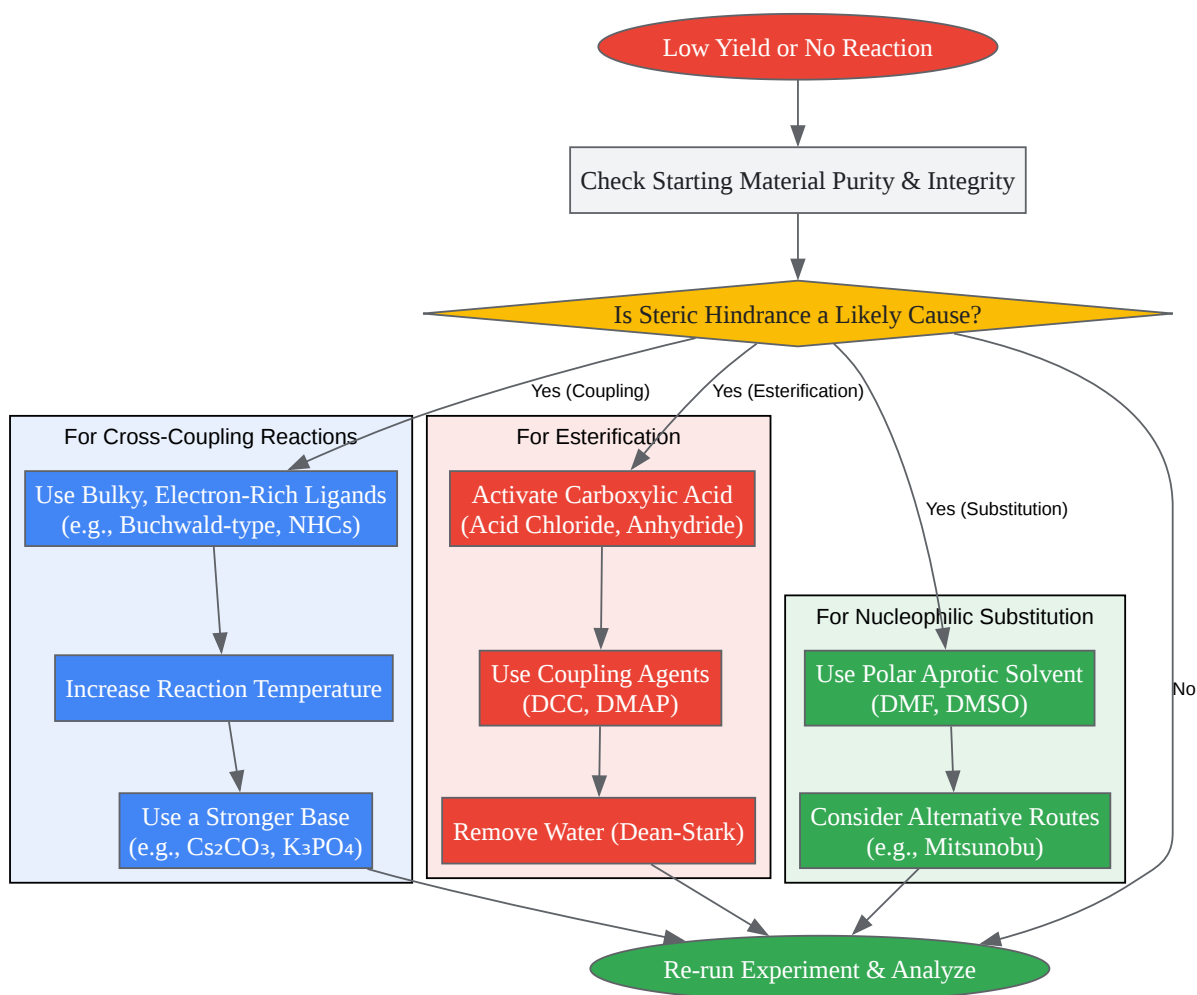 Low Yield or No Reaction
Check Starting Material Purity & Integrity
Is Steric Hindrance a Likely Cause?
Yes (Coupling)
Yes (Esterification)
Yes (Substitution)
No
For Cross-Coupling Reactions
Use Bulky, Electron-Rich Ligands
(e.g., Buchwald-type, NHCs)
Increase Reaction Temperature
Use a Stronger Base
(e.g., Cs₂CO₃, K₃PO₄)
For Esterification
Activate Carboxylic Acid
(Acid Chloride, Anhydride)
Use Coupling Agents
(DCC, DMAP)
Remove Water (Dean-Stark)
For Nucleophilic Substitution
Use Polar Aprotic Solvent
(DMF, DMSO)
Consider Alternative Routes
(e.g., Mitsunobu)
Re-run Experiment & Analyze